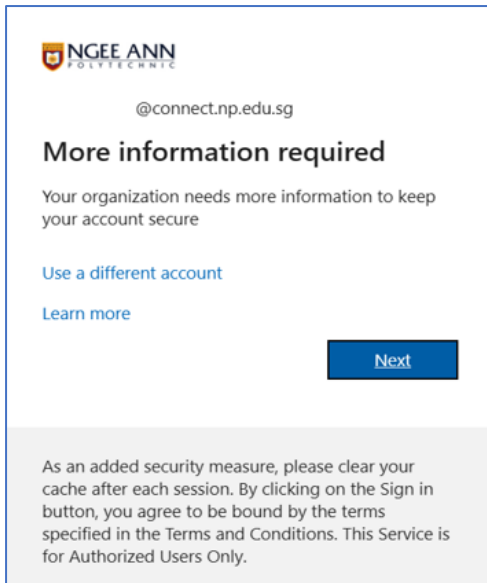 NGEE ANN
POLYTECHNIC
@connect.np.edu.sg
More information required
Your organization needs more information to keep
your account secure
Use a different account
Learn more
Next
As an added security measure, please clear your
cache after each session. By clicking on the Sign in
button, you agree to be bound by the terms
specified in the Terms and Conditions. This Service is
for Authorized Users Only.